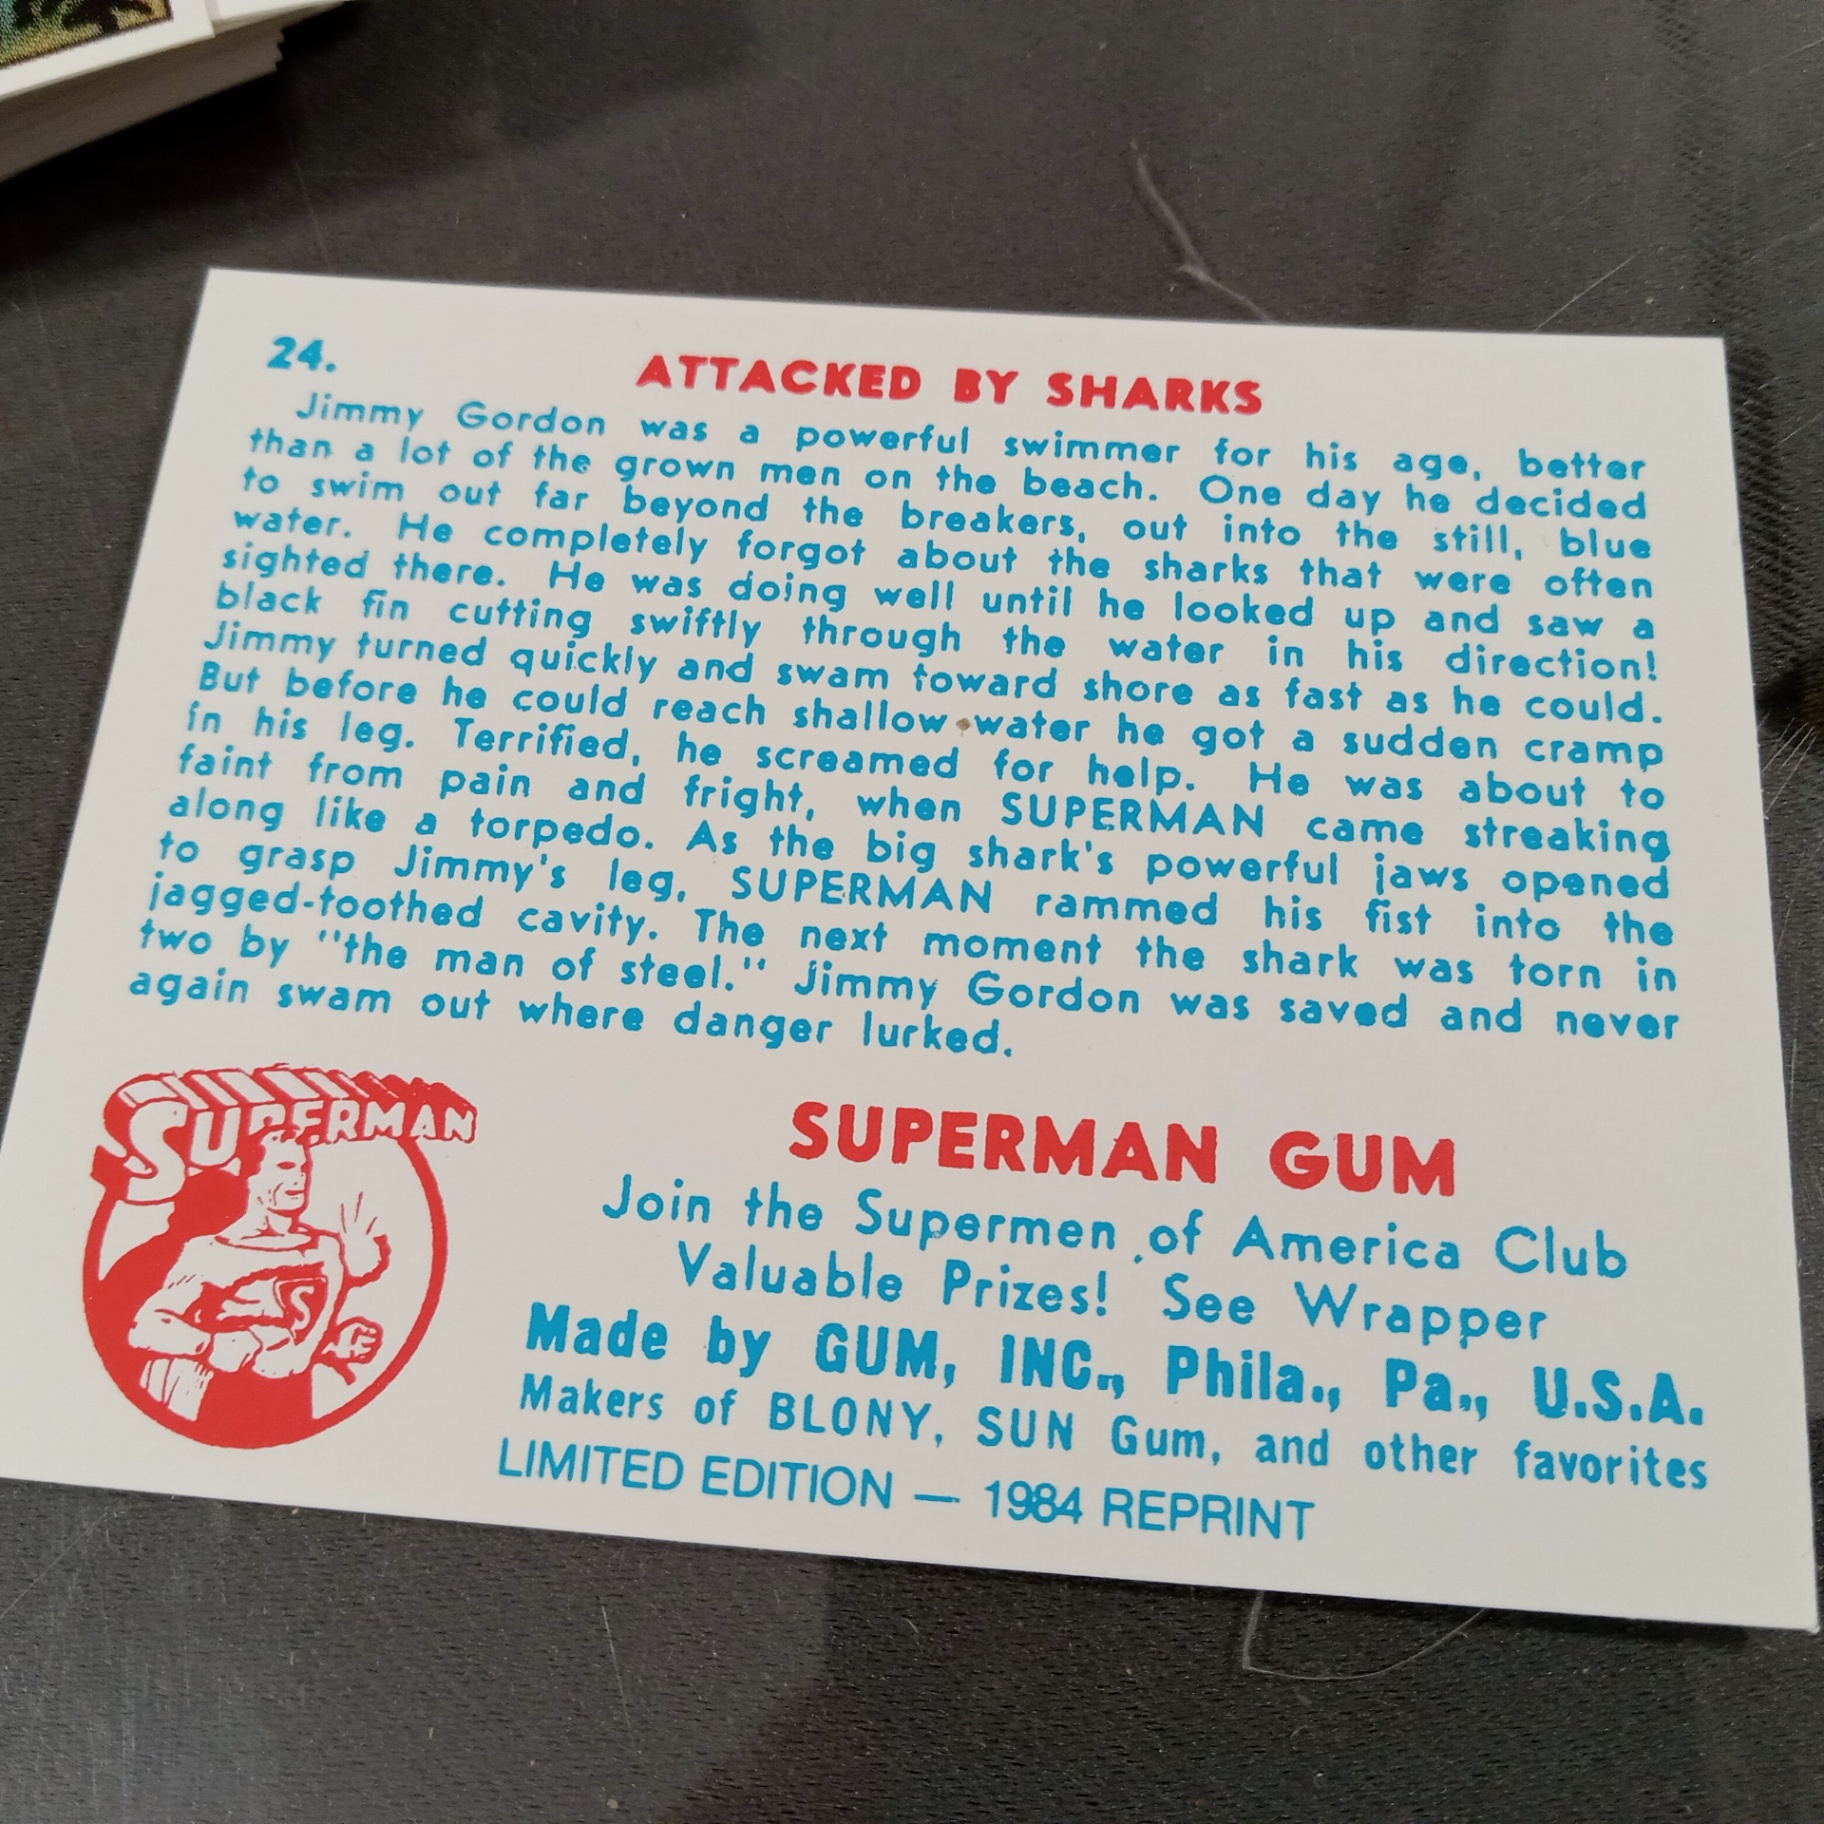 24.
ATTACKED BY SHARKS
Jimmy Gordon was a powerful swimmer for his age, better
than a lot of the grown men on the beach. One day he decided
to swim out far beyond the breakers, out into the still, blue
water. He completely forgot about the sharks that were often
sighted there. He was doing well until he looked up and saw a
black fin cutting swiftly through the water in his direction!
Jimmy turned quickly and swam toward shore as fast as he could.
But before he could reach shallow water he got a sudden cramp
in his leg. Terrified, he screamed for help. He was about to
faint from pain and fright, when SUPERMAN came streaking
along like a torpedo. As the big shark's powerful jaws opened
to grasp Jimmy's leg, SUPERMAN rammed his fist into the
jagged-toothed cavity. The next moment the shark was torn in
two by "the man of steel." Jimmy Gordon was saved and never
again swam out where danger lurked.
SUPERMAN
S
SUPERMAN GUM
Join the Supermen of America Club
Valuable Prizes! See Wrapper
Made by GUM, INC., Phila., Pa., U.S.A.
Makers of BLONY, SUN Gum, and other favorites
LIMITED EDITION — 1984 REPRINT